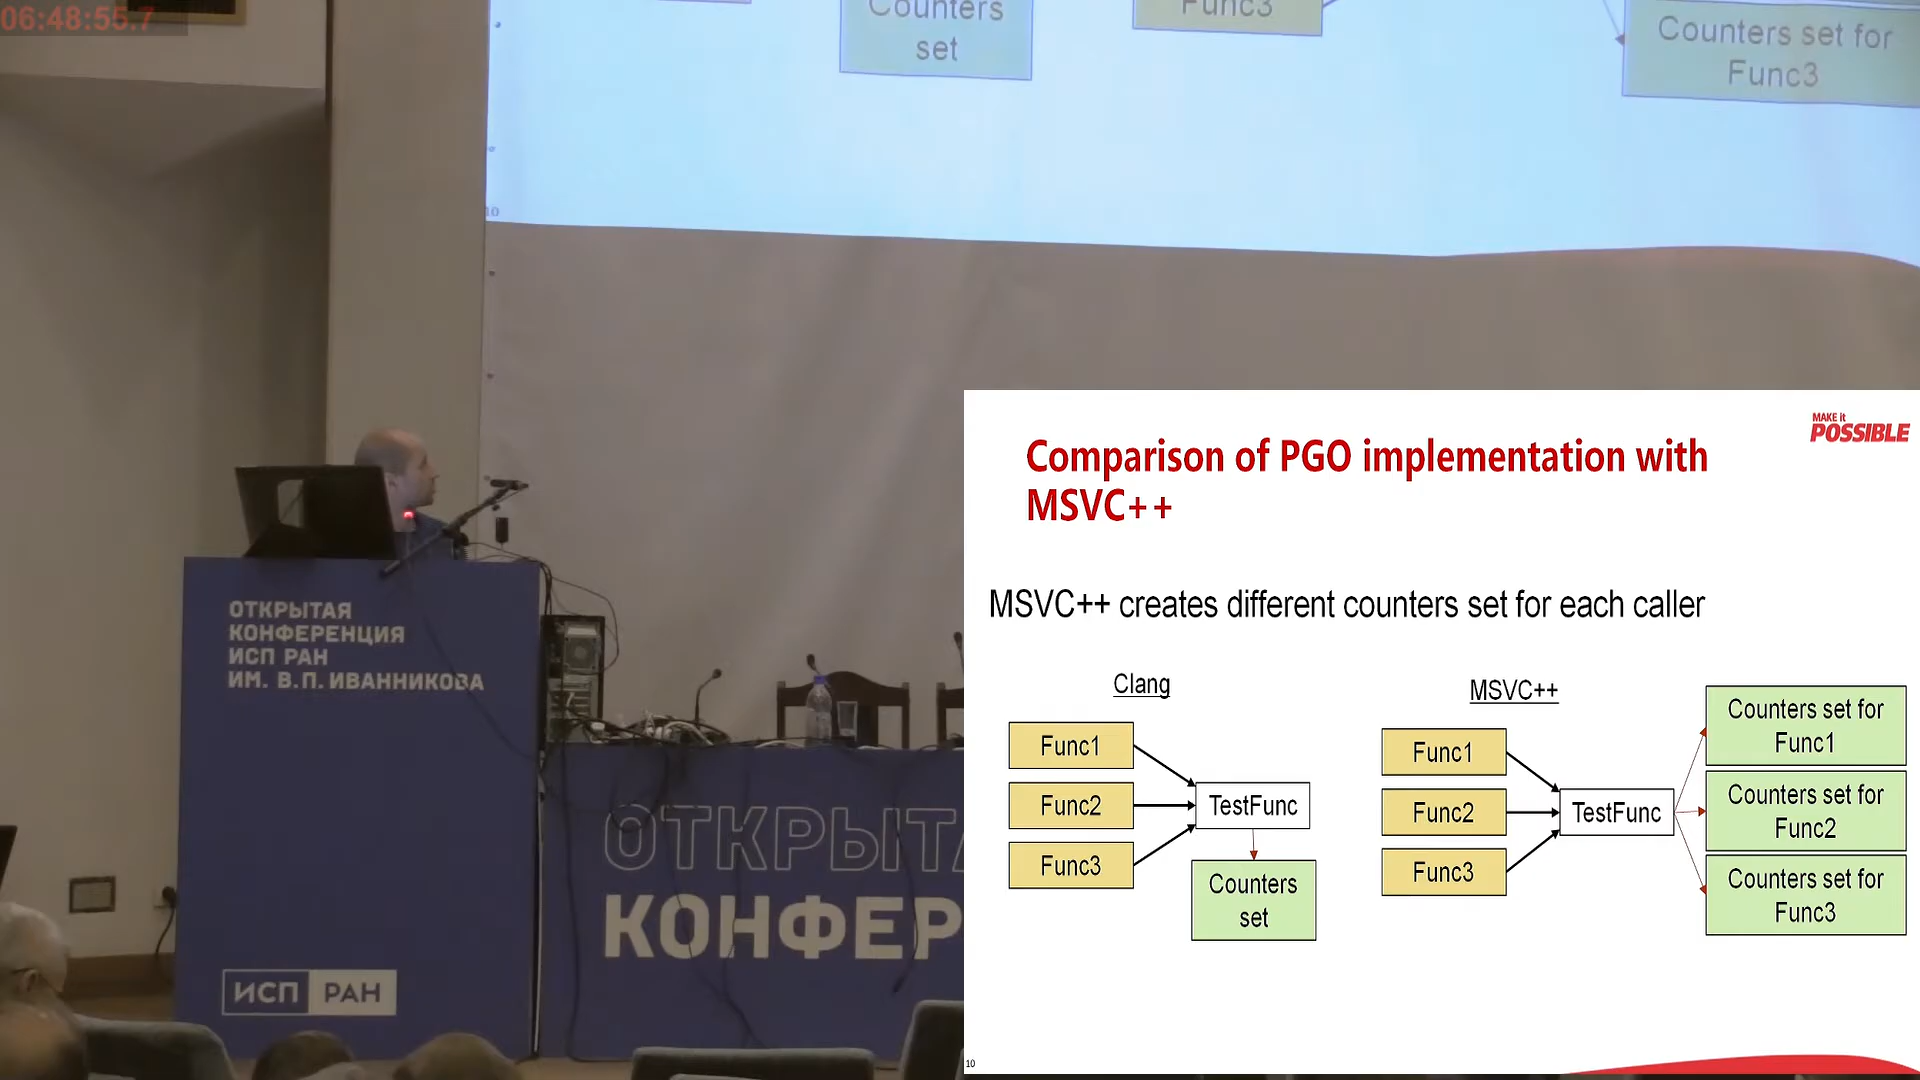 06:48:55.7
Counters
set
Func3
Counters set for
Func3
10
ОТКРЫТАЯ
КОНФЕРЕНЦИЯ
ИСП РАН
ИМ. В.П. ИВАННИКОВА
ИСП РАН
ОТКРЫТ
КОНФЕР
MAKE it
POSSIBLE
Comparison of PGO implementation with
MSVC++
MSVC++ creates different counters set for each caller
Clang
Func1
Func2
Func3
TestFunc
Counters
set
MSVC++
Func1
Func2
Func3
TestFunc
Counters set for
Func1
Counters set for
Func2
Counters set for
Func3
10